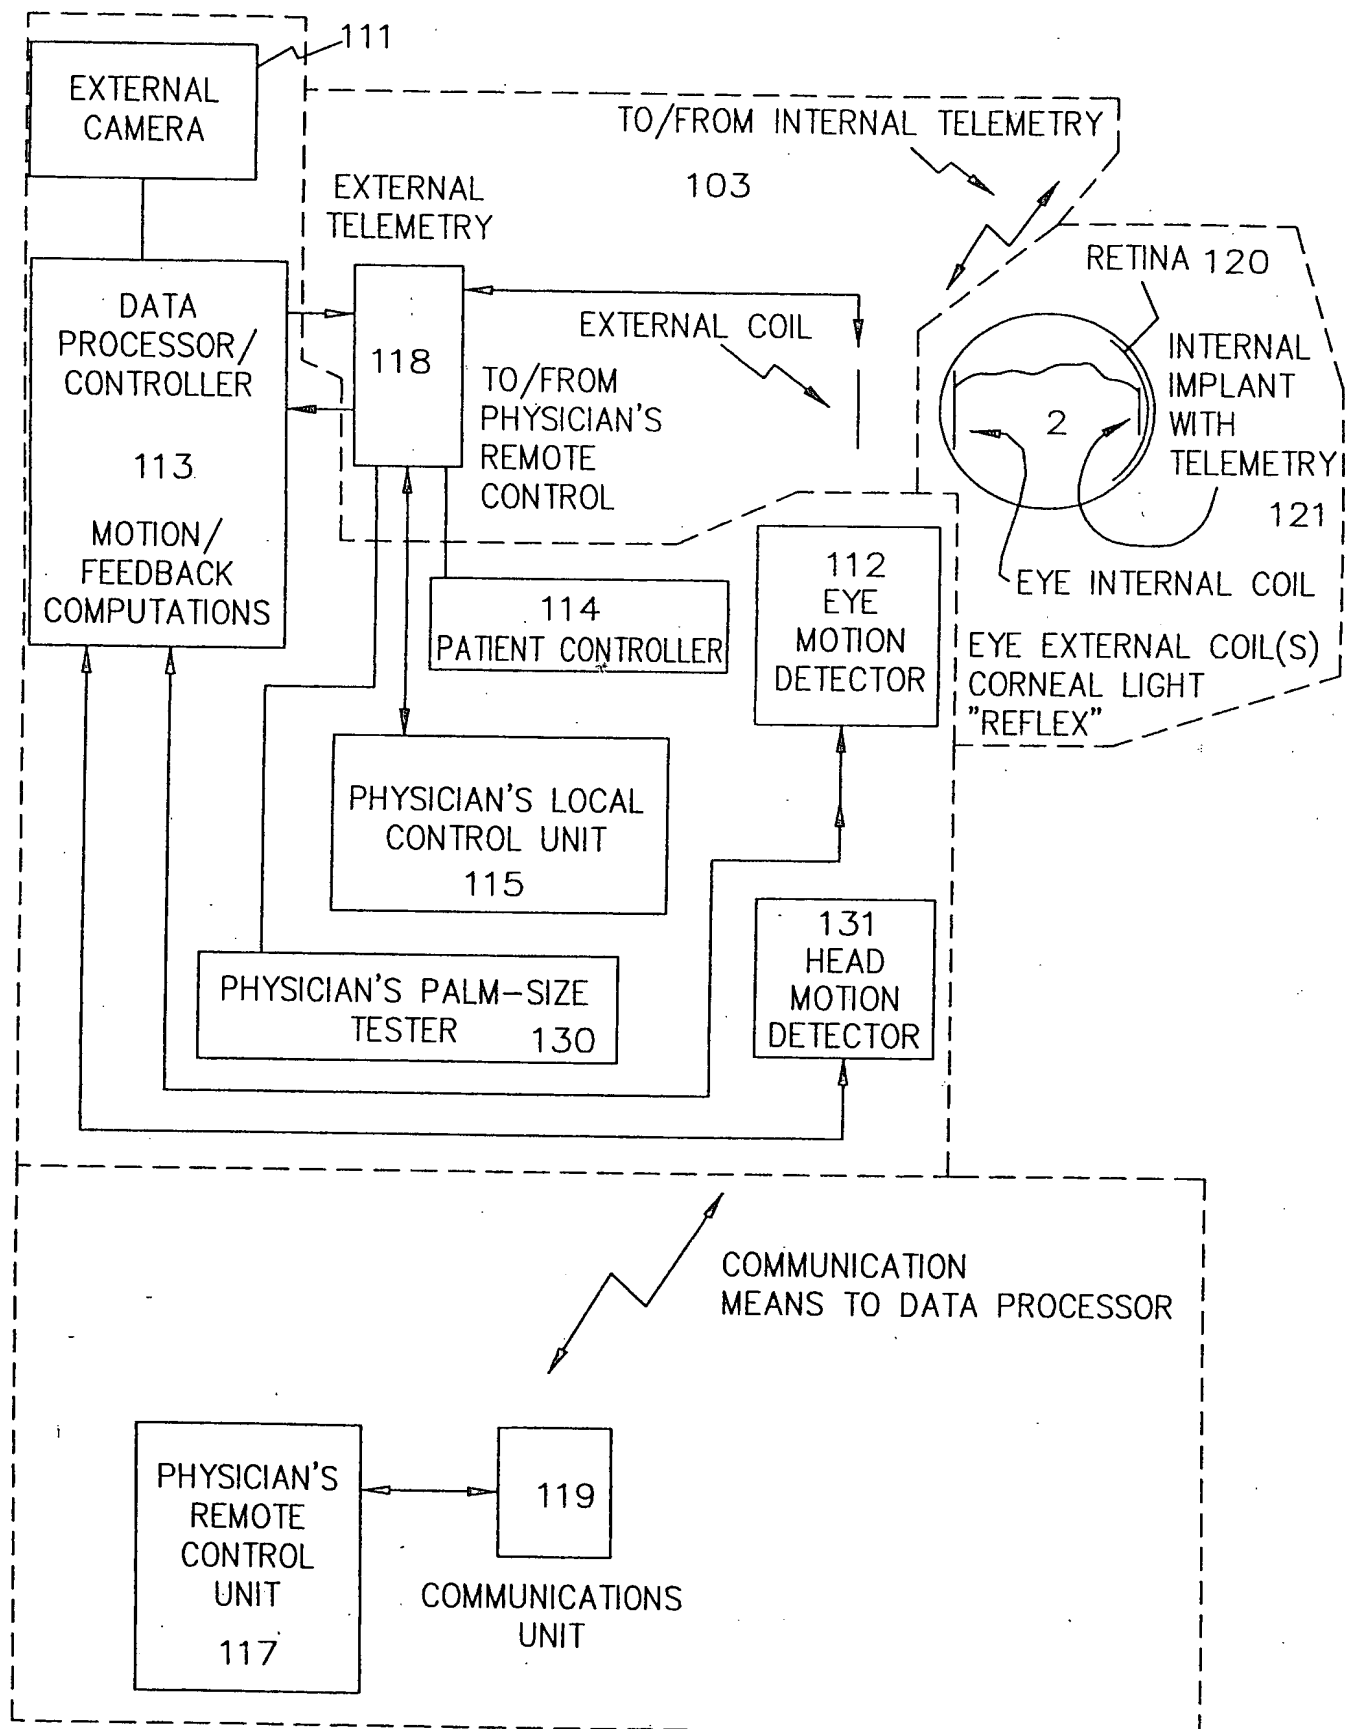 111
EXTERNAL
CAMERA
TO/FROM INTERNAL TELEMETRY
103
EXTERNAL
TELEMETRY
RETINA 120
DATA
PROCESSOR/
CONTROLLER
113
MOTION/
FEEDBACK
COMPUTATIONS
118
EXTERNAL COIL
TO/FROM
PHYSICIAN'S
REMOTE
CONTROL
2
INTERNAL
IMPLANT
WITH
TELEMETRY
121
EYE INTERNAL COIL
EYE EXTERNAL COIL(S)
CORNEAL LIGHT
"REFLEX"
112
EYE
MOTION
DETECTOR
114
PATIENT CONTROLLER
PHYSICIAN'S LOCAL
CONTROL UNIT
115
131
HEAD
MOTION
DETECTOR
PHYSICIAN'S PALM-SIZE
TESTER 130
COMMUNICATION
MEANS TO DATA PROCESSOR
PHYSICIAN'S
REMOTE
CONTROL
UNIT
117
119
COMMUNICATIONS
UNIT